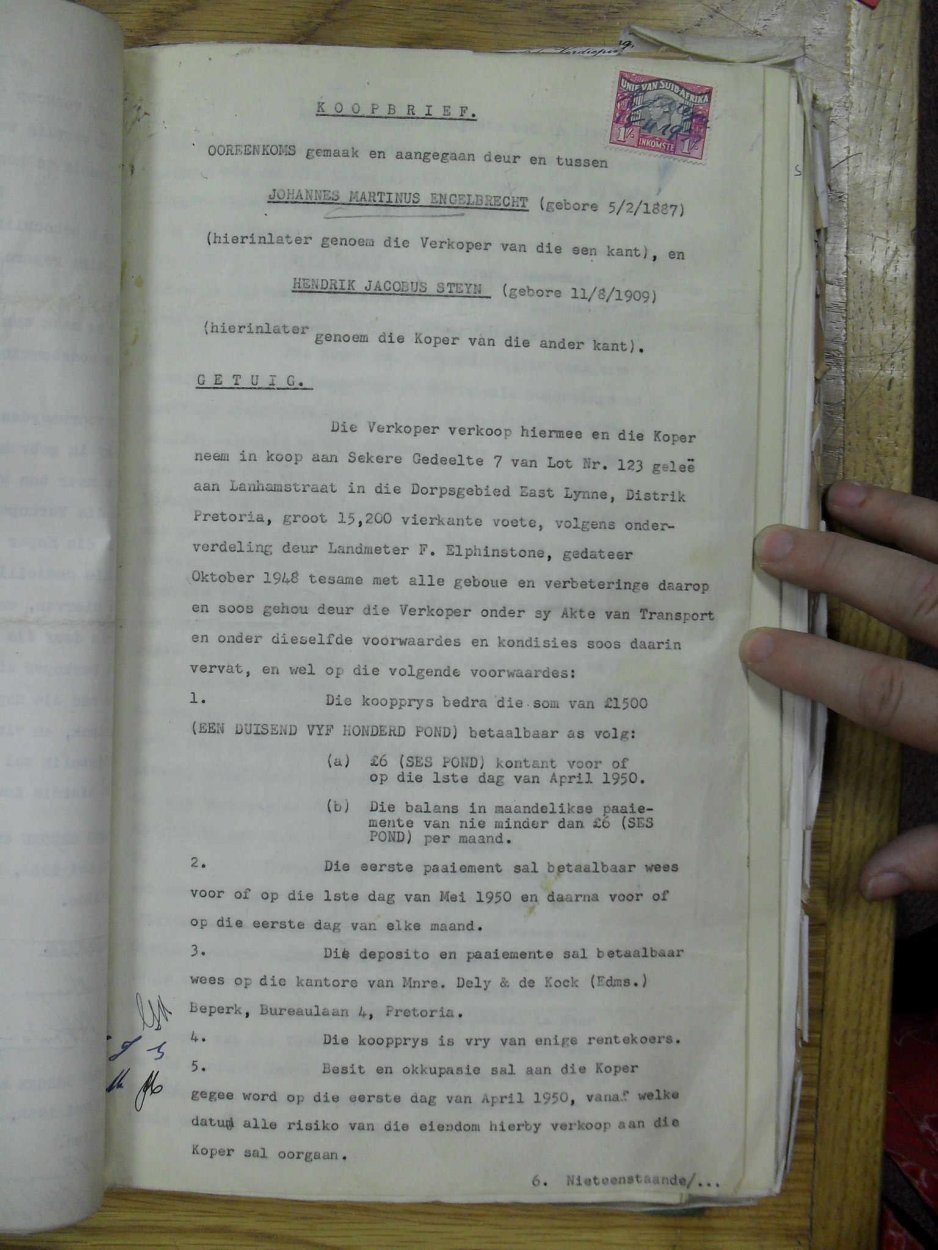 UNIE VAN SUID-AFRIKA
1/- 1/-
INKOMSTE
KOOPBRIEF.
OOREENKOMS gemaak en aangegaan deur en tussen
JOHANNES MARTINUS ENGELBRECHT (gebore 5/2/1887)
(hierinlater genoem die Verkoper van die een kant), en
HENDRIK JACOBUS STEYN (gebore 11/8/1909)
(hierinlater genoem die Koper van die ander kant).
GETUIG.
Die Verkoper verkoop hiermee en die Koper
neem in koop aan Sekere Gedeelte 7 van Lot Nr. 123 geleë
aan Lanhamstraat in die Dorpsgebied East Lynne, Distrik
Pretoria, groot 15,200 vierkante voete, volgens onder-
verdeling deur Landmeter F. Elphinstone, gedateer
Oktober 1948 tesame met alle geboue en verbeteringe daarop
en soos gehou deur die Verkoper onder sy Akte van Transport
en onder dieselfde voorwaardes en kondisies soos daarin
vervat, en wel op die volgende voorwaardes:
1. Die koopprys bedra die som van £1500
(EEN DUISEND VYF HONDERD POND) betaalbaar as volg:
(a) £6 (SES POND) kontant voor of
op die 1ste dag van April 1950.
(b) Die balans in maandelikse paaie-
mente van nie minder dan £6 (SES
POND) per maand.
2. Die eerste paaiement sal betaalbaar wees
voor of op die 1ste dag van Mei 1950 en daarna voor of
op die eerste dag van elke maand.
3. Die deposito en paaiemente sal betaalbaar
wees op die kantore van Mnre. Dely & de Kock (Edms.)
Beperk, Bureaulaan 4, Pretoria.
4. Die koopprys is vry van enige rentekoers.
5. Besit en okkupasie sal aan die Koper
gegee word op die eerste dag van April 1950, vanaf welke
datum alle risiko van die eiendom hierby verkoop aan die
Koper sal oorgaan.
6. Nieteenstaande/...